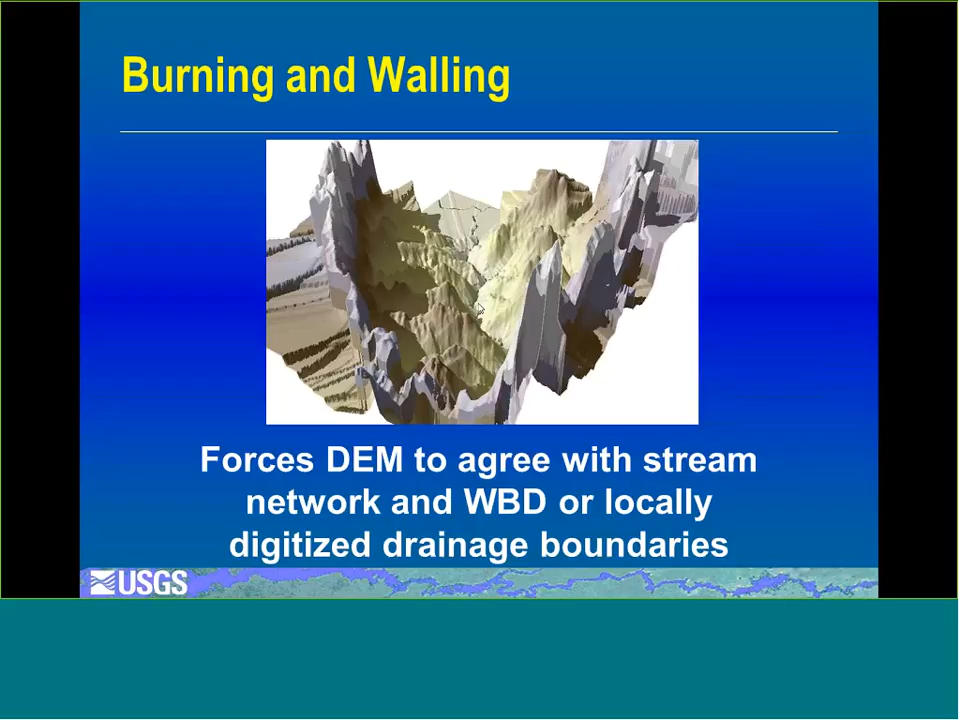 Burning and Walling
Forces DEM to agree with stream
network and WBD or locally
digitized drainage boundaries
USGS